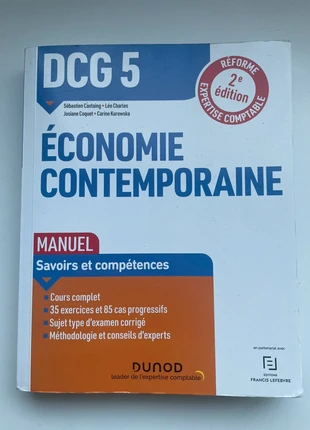 DCG 5
RÉFORME
2e édition
EXPERTISE COMPTABLE
Sébastien Castaing • Léo Charles
Josiane Coquet • Carine Kurowska
ÉCONOMIE
CONTEMPORAINE
MANUEL
Savoirs et compétences
• Cours complet
• 35 exercices et 85 cas progressifs
• Sujet type d'examen corrigé
• Méthodologie et conseils d'experts
en partenariat avec
DUNOD
leader de l'expertise comptable
ÉDITIONS
FRANCIS LEFEBVRE